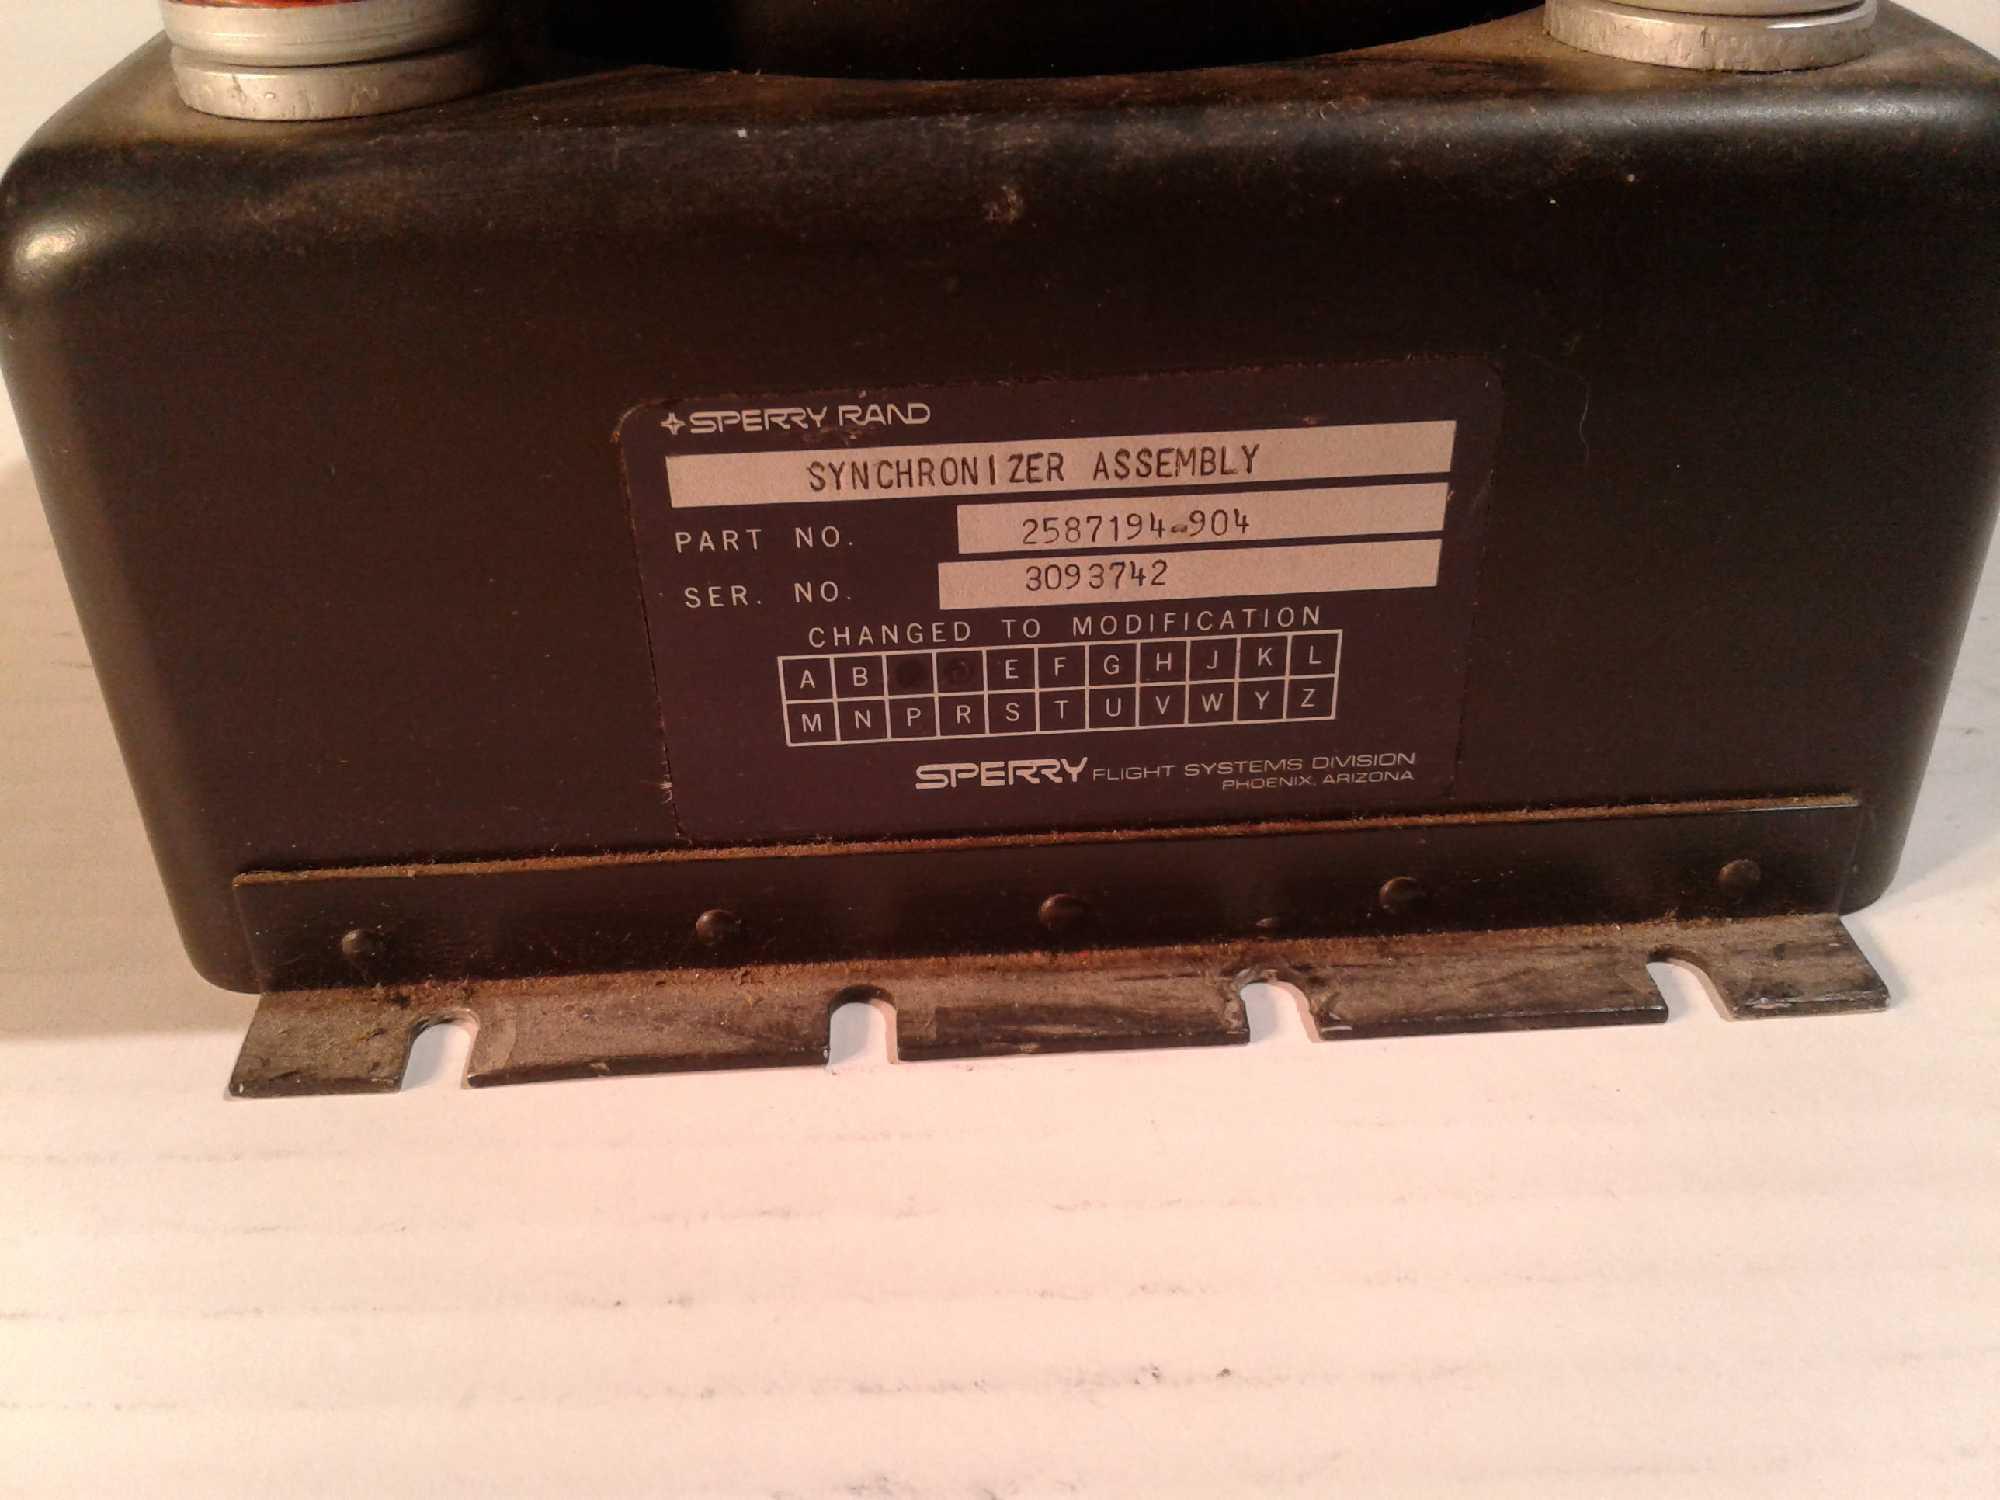 SPERRY RAND
SYNCHRONIZER ASSEMBLY
PART NO. 2587194-904
SER. NO. 3093742
CHANGED TO MODIFICATION
A B E F G H J K L
M N P R S T U V W Y Z
SPERRY FLIGHT SYSTEMS DIVISION
PHOENIX, ARIZONA